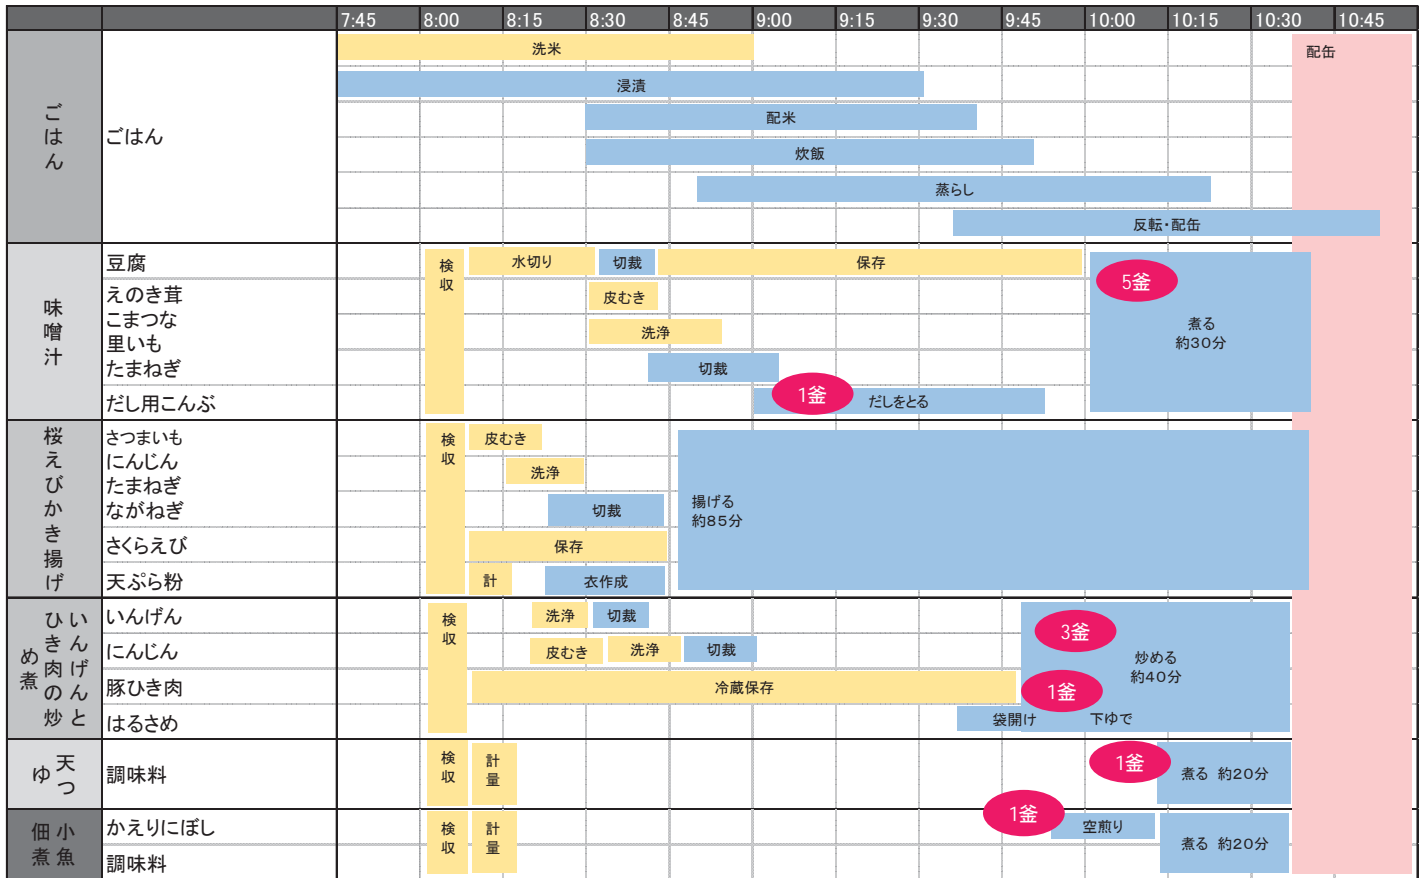 7:45 8:00 8:15 8:30 8:45 9:00 9:15 9:30 9:45 10:00 10:15 10:30 10:45
ごはん
ごはん
洗米
浸漬
配米
炊飯
蒸らし
反転・配缶
配缶
味噌汁
豆腐
えのき茸
こまつな
里いも
たまねぎ
だし用こんぶ
検収
水切り
切裁
保存
皮むき
洗浄
切裁
1釜
だしをとる
5釜
煮る
約30分
桜えびかき揚げ
さつまいも
にんじん
たまねぎ
ながねぎ
さくらえび
天ぷら粉
検収
皮むき
洗浄
切裁
保存
計
衣作成
揚げる
約85分
いんげんと
ひき肉の炒
め煮
いんげん
にんじん
豚ひき肉
はるさめ
検収
洗浄
切裁
皮むき
洗浄
切裁
冷蔵保存
袋開け
下ゆで
3釜
1釜
炒める
約40分
天つ
ゆ
調味料
検収
計量
1釜
煮る 約20分
小魚
佃煮
かえりにぼし
調味料
検収
計量
1釜
空煎り
煮る 約20分